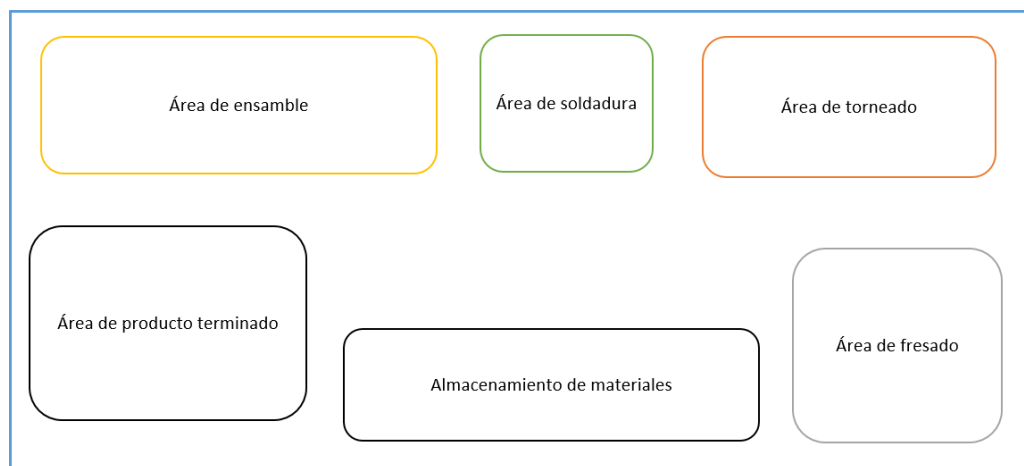 Área de ensamble
Área de soldadura
Área de torneado
Área de producto terminado
Almacenamiento de materiales
Área de fresado